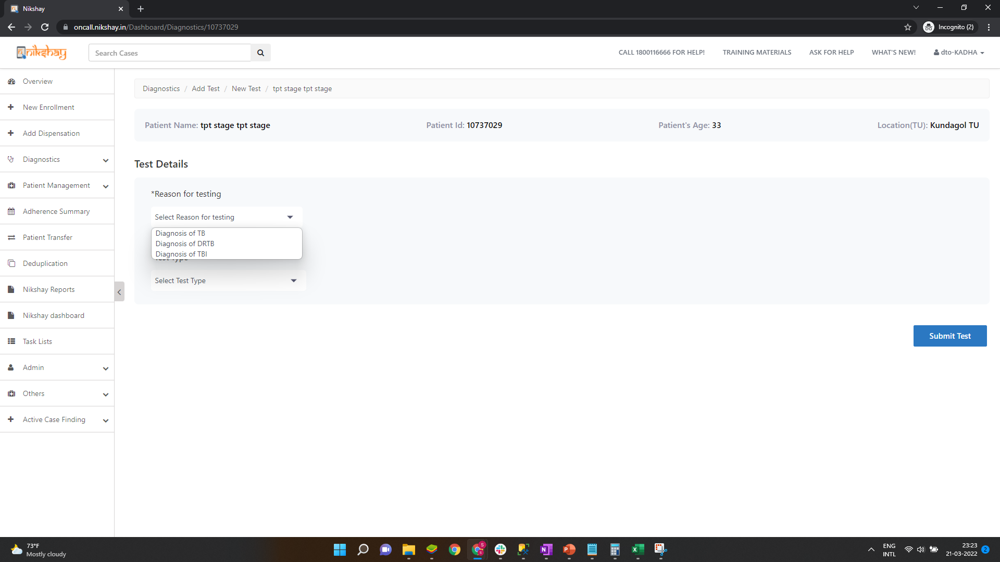 Nikshay
oncall.nikshay.in/Dashboard/Diagnostics/10737029
Incognito (2)
nikshay
Search Cases
CALL 1800116666 FOR HELP!
TRAINING MATERIALS
ASK FOR HELP
WHAT'S NEW!
dto-KADHA
Overview
New Enrollment
Add Dispensation
Diagnostics
Patient Management
Adherence Summary
Patient Transfer
Deduplication
Nikshay Reports
Nikshay dashboard
Task Lists
Admin
Others
Active Case Finding
Diagnostics / Add Test / New Test / tpt stage tpt stage
Patient Name: tpt stage tpt stage
Patient Id: 10737029
Patient's Age: 33
Location(TU): Kundagol TU
Test Details
*Reason for testing
Select Reason for testing
Diagnosis of TB
Diagnosis of DRTB
Diagnosis of TBI
Test Type
Select Test Type
Submit Test
73°F
Mostly cloudy
ENG
INTL
23:23
21-03-2022
2